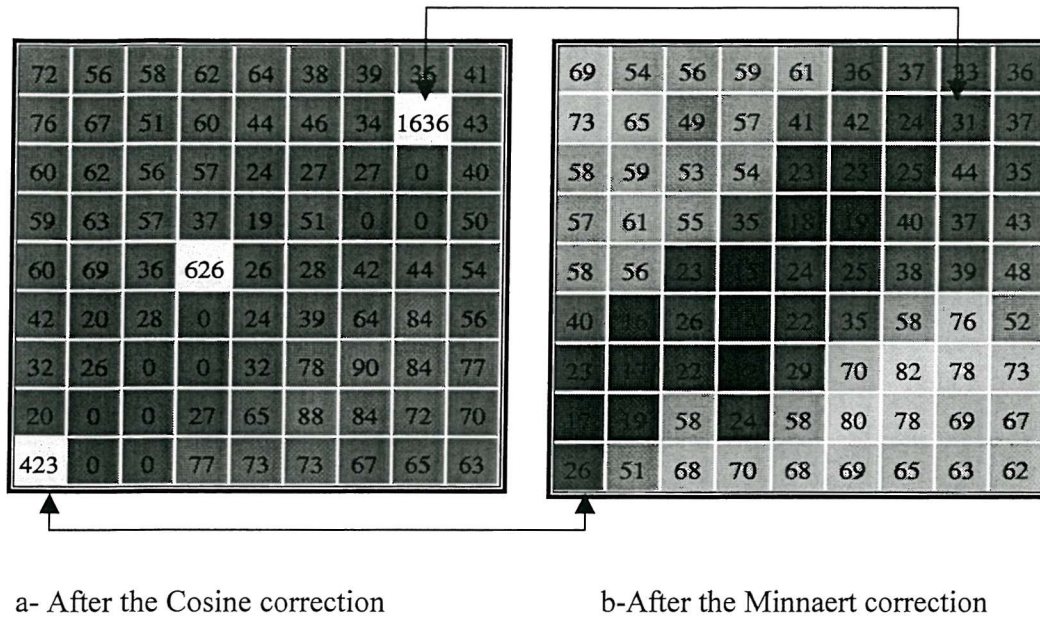 72 56 58 62 64 38 39 36 41
76 67 51 60 44 46 34 1636 43
60 62 56 57 24 27 27 0 40
59 63 57 37 19 51 0 0 50
60 69 36 626 26 28 42 44 54
42 20 28 0 24 39 64 84 56
32 26 0 0 32 78 90 84 77
20 0 0 27 65 88 84 72 70
423 0 0 77 73 73 67 65 63
69 54 56 59 61 36 37 33 36
73 65 49 57 41 42 24 31 37
58 59 53 54 23 23 25 44 35
57 61 55 35 18 19 40 37 43
58 56 23 15 24 25 38 39 48
40 16 26 22 35 58 76 52
23 17 22 29 70 82 78 73
17 39 58 24 58 80 78 69 67
26 51 68 70 68 69 65 63 62
a- After the Cosine correction
b-After the Minnaert correction